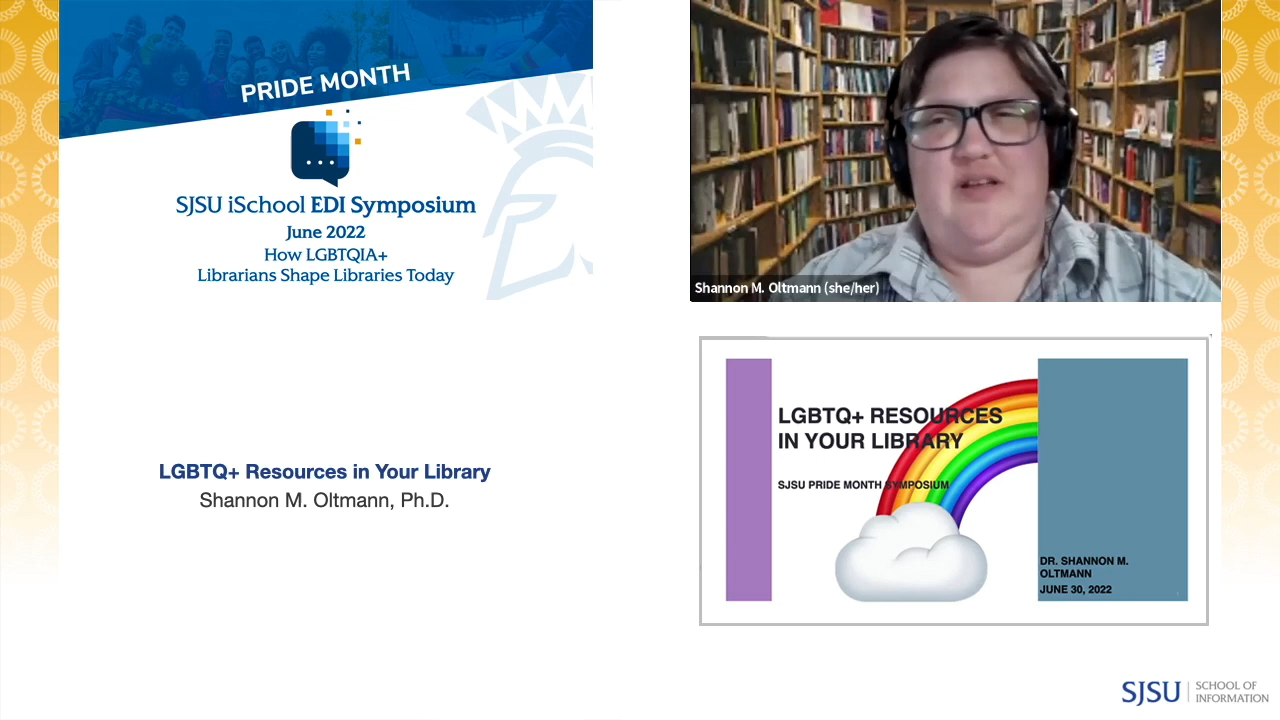 PRIDE MONTH
SJSU iSchool EDI Symposium
June 2022
How LGBTQIA+
Librarians Shape Libraries Today
LGBTQ+ Resources in Your Library
Shannon M. Oltmann, Ph.D.
Shannon M. Oltmann (she/her)
LGBTQ+ RESOURCES
IN YOUR LIBRARY
SJSU PRIDE MONTH SYMPOSIUM
DR. SHANNON M.
OLTMANN
JUNE 30, 2022
SJSU SCHOOL OF
INFORMATION